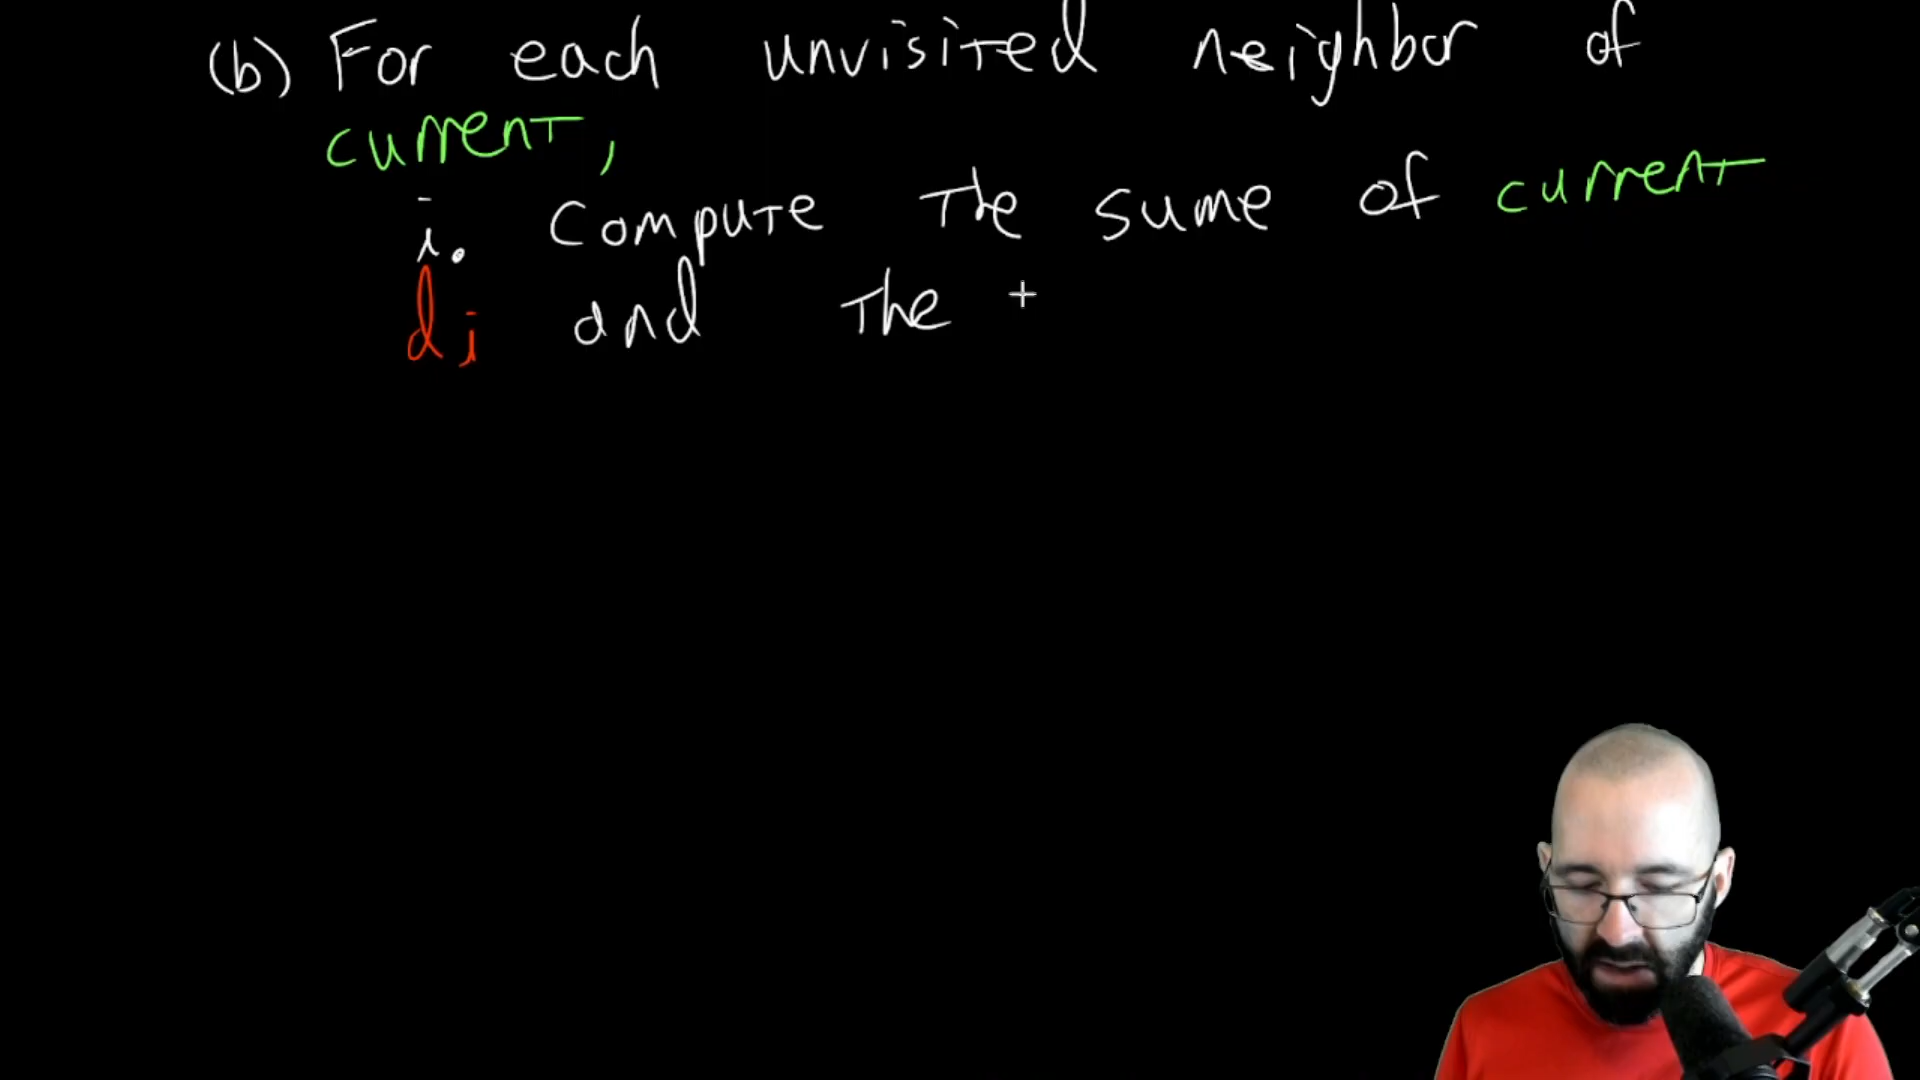 (b) For each unvisited neighbor of
current,
i. Compute the sume of current
di and the